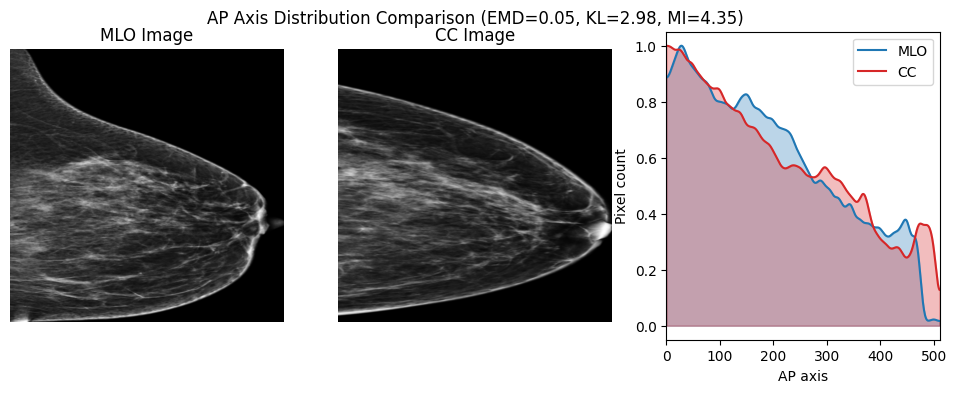 AP Axis Distribution Comparison (EMD=0.05, KL=2.98, MI=4.35)
MLO Image
CC Image
MLO
CC
Pixel count
1.0
0.8
0.6
0.4
0.2
0.0
0 100 200 300 400 500
AP axis